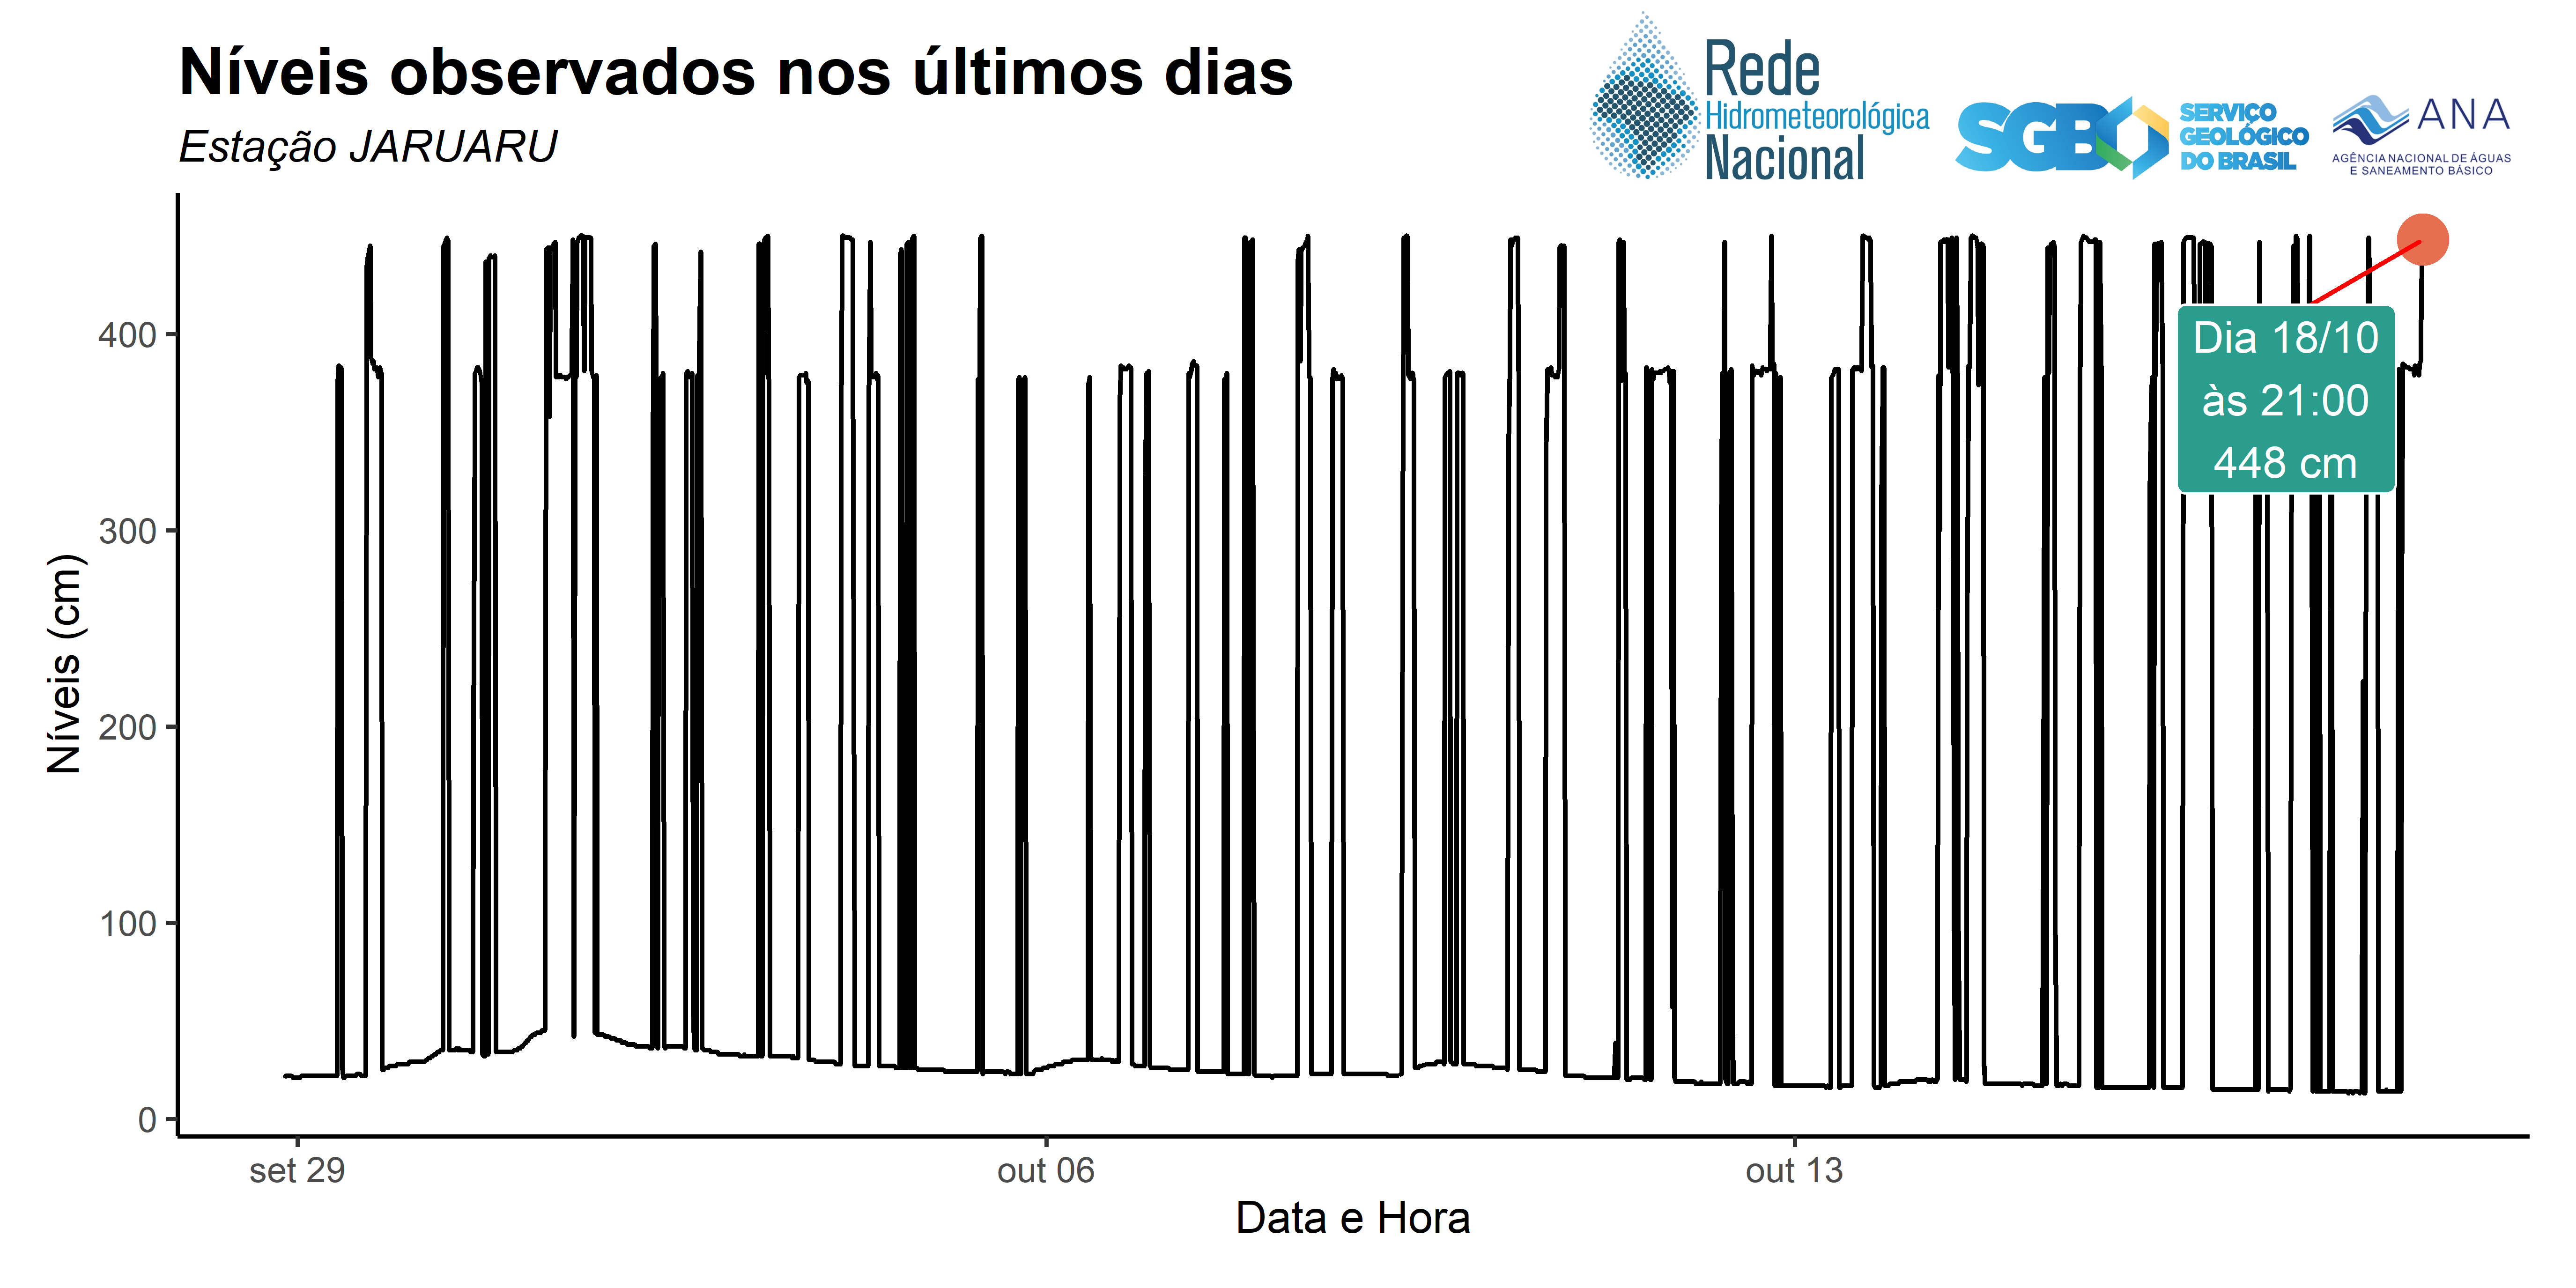 Níveis observados nos últimos dias
Estação JARUARU
Rede
Hidrometeorológica
Nacional
SGB
SERVIÇO
GEOLÓGICO
DO BRASIL
ANA
AGÊNCIA NACIONAL DE ÁGUAS
E SANEAMENTO BÁSICO
Dia 18/10
às 21:00
448 cm
Níveis (cm)
400
300
200
100
0
set 29
out 06
out 13
Data e Hora